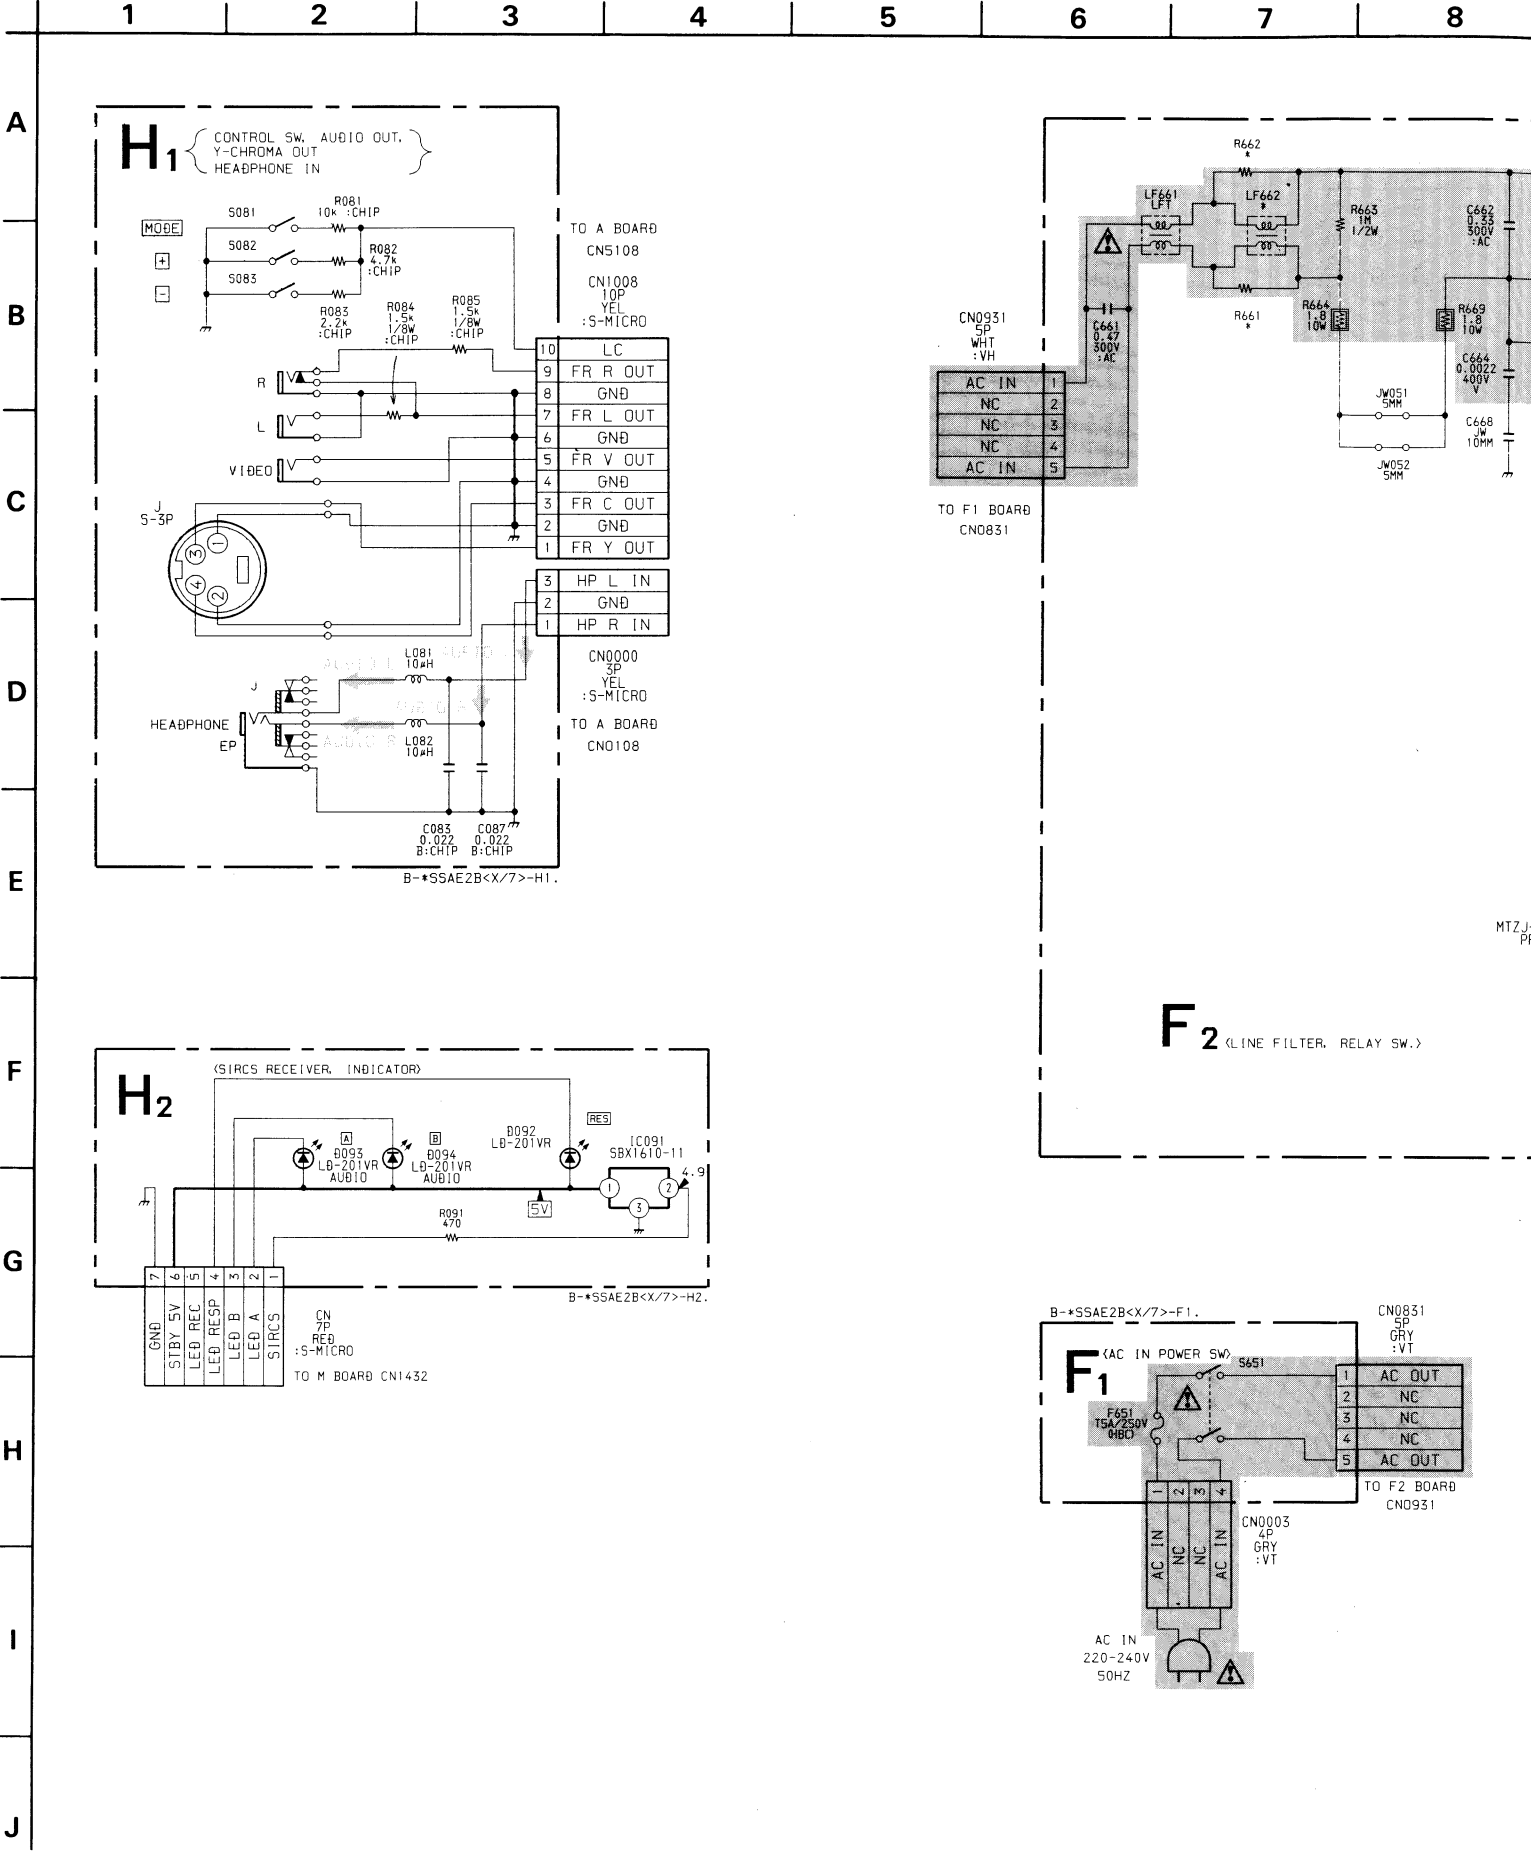 1 2 3 4 5 6 7 8
A
B
C
D
E
F
G
H
I
J
H1
CONTROL SW, AUDIO OUT,
Y-CHROMA OUT
HEADPHONE IN
MODE
+
-
S081
S082
S083
R081
10k :CHIP
R082
4.7k
:CHIP
R083
2.2k
:CHIP
R084
1.5k
1/8W
:CHIP
R085
1.5k
1/8W
:CHIP
TO A BOARD
CN5108
CN1008
10P
YEL
:S-MICRO
10 LC
9 FR R OUT
8 GND
7 FR L OUT
6 GND
5 FR V OUT
4 GND
3 FR C OUT
2 GND
1 FR Y OUT
R
L
VIDEO
J
S-3P
3 1
4 2
3 HP L IN
2 GND
1 HP R IN
CN0000
3P
YEL
:S-MICRO
TO A BOARD
CN0108
L081
10μH
L082
10μH
AUDIO L
AUDIO R
J
HEADPHONE
EP
C083
0.022
B:CHIP
C087
0.022
B:CHIP
B-*SSAE2B<X/7>-H1.
H2
(SIRCS RECEIVER, INDICATOR)
A
D093
LD-201VR
AUDIO
B
D094
LD-201VR
AUDIO
D092
LD-201VR
RES
IC091
SBX1610-11
1 2 3
4.9
5V
R091
470
7 6 5 4 3 2 1
GND
STBY 5V
LED REC
LED RESP
LED B
LED A
SIRCS
CN
7P
RED
:S-MICRO
TO M BOARD CN1432
B-*SSAE2B<X/7>-H2.
R662
*
LF661
LFT
LF662
*
R663
1M
1/2W
C662
0.33
300V
:AC
R661
*
C661
0.47
300V
:AC
R664
1.8
10W
R669
1.8
10W
C664
0.0022
400V
V
C668
JW
10MM
JW051
5MM
JW052
5MM
CN0931
5P
WHT
:VH
AC IN 1
NC 2
NC 3
NC 4
AC IN 5
TO F1 BOARD
CN0831
MTZJ-
F2 (LINE FILTER, RELAY SW.)
B-*SSAE2B<X/7>-F1.
F1
(AC IN POWER SW)
S651
F651
T5A/250V
(HBC)
CN0831
5P
GRY
:VT
1 AC OUT
2 NC
3 NC
4 NC
5 AC OUT
TO F2 BOARD
CN0931
1 2 3 4
AC IN
NC
NC
AC IN
CN0003
4P
GRY
:VT
AC IN
220-240V
50HZ